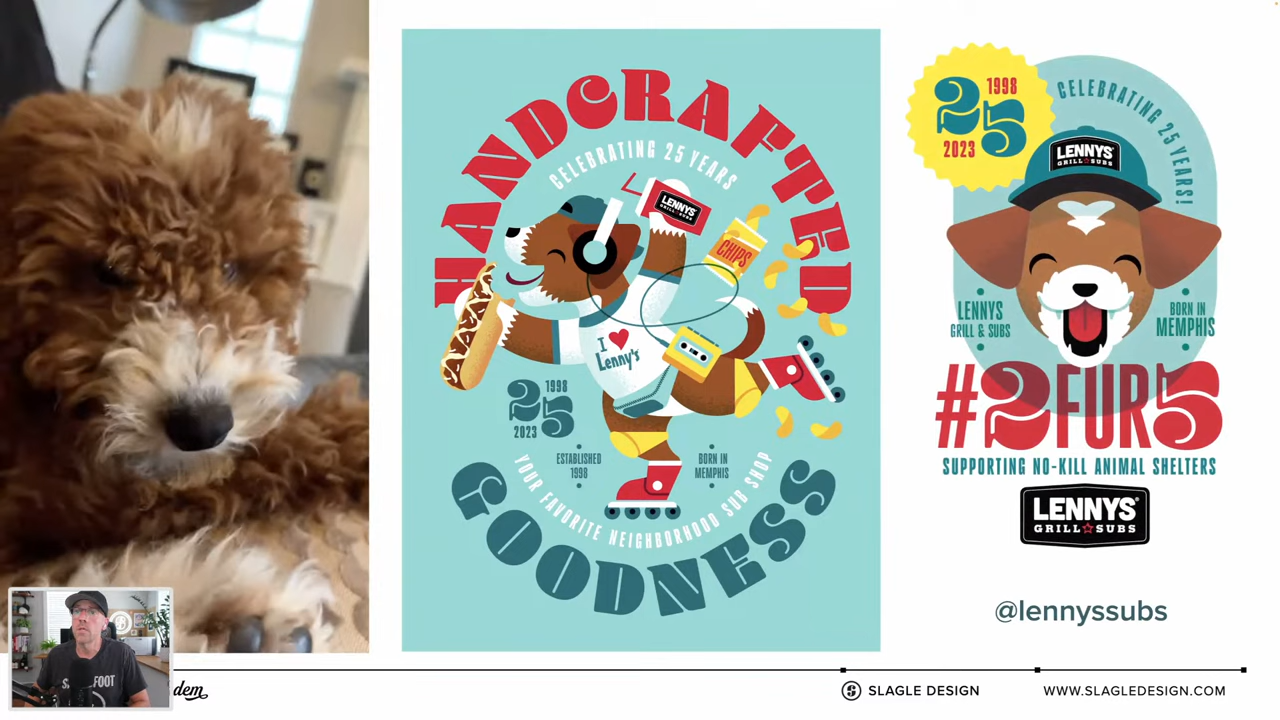 HANDCRAFTED
CELEBRATING 25 YEARS
LENNYS
GRILL & SUBS
CHIPS
I ♥
Lenny's
1998
25
2023
ESTABLISHED
1998
BORN IN
MEMPHIS
YOUR FAVORITE NEIGHBORHOOD SUB SHOP
GOODNESS
1998
25
2023
CELEBRATING 25 YEARS!
LENNYS
GRILL ☆ SUBS
LENNYS
GRILL & SUBS
BORN IN
MEMPHIS
#2FUR5
SUPPORTING NO-KILL ANIMAL SHELTERS
LENNYS
GRILL ☆ SUBS
@lennyssubs
SLAGLE DESIGN
WWW.SLAGLEDESIGN.COM